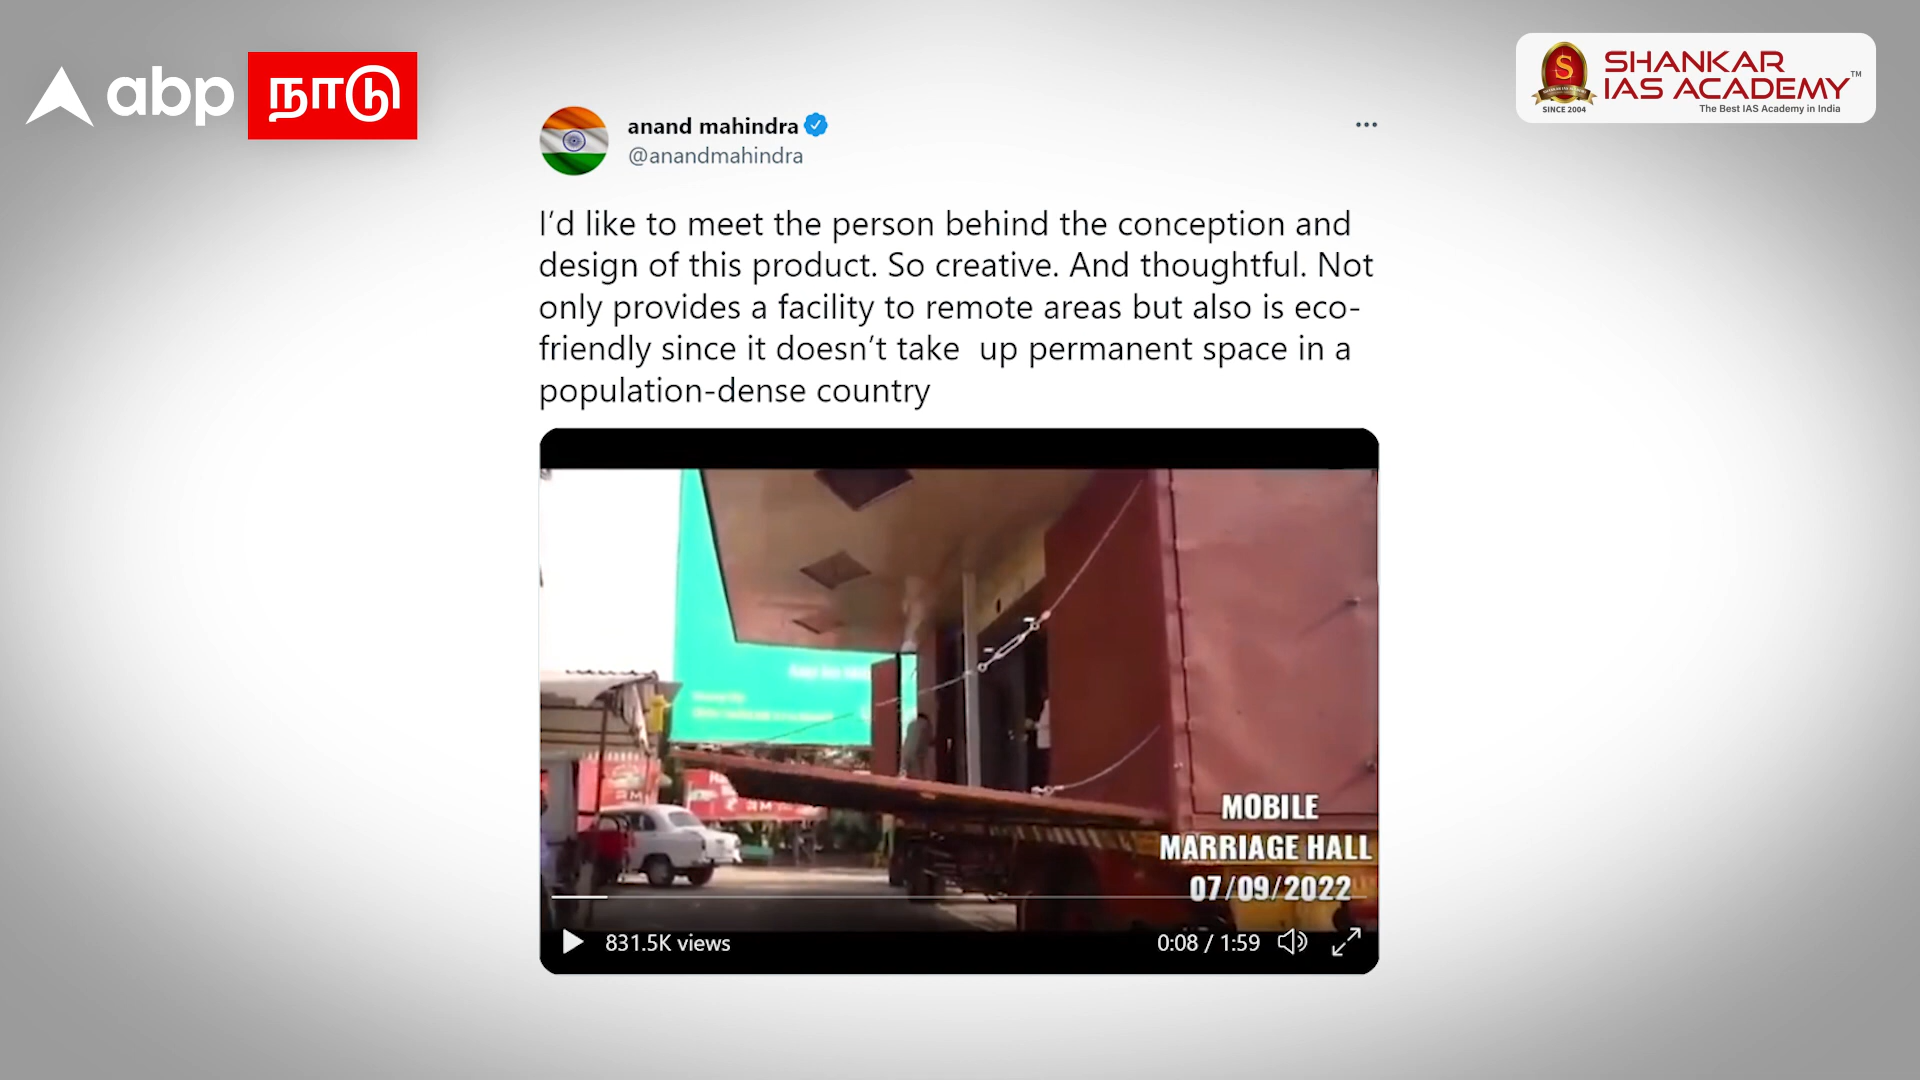 abp நாடு
SHANKAR
IAS ACADEMY™
The Best IAS Academy in India
S
SINCE 2004
anand mahindra
@anandmahindra
I'd like to meet the person behind the conception and
design of this product. So creative. And thoughtful. Not
only provides a facility to remote areas but also is eco-
friendly since it doesn't take  up permanent space in a
population-dense country
MOBILE
MARRIAGE HALL
07/09/2022
831.5K views
0:08 / 1:59